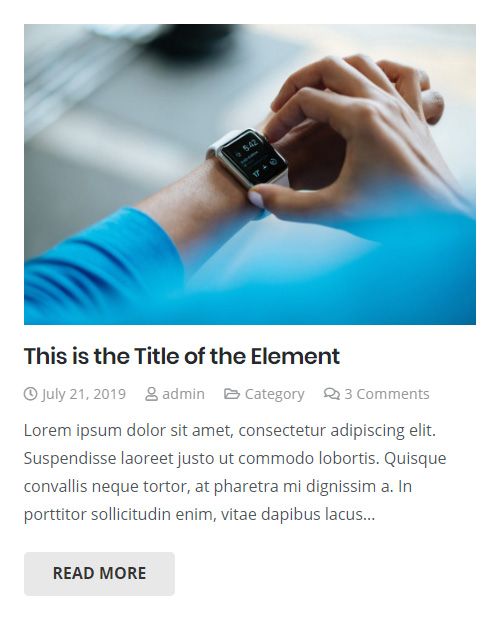 5:42
This is the Title of the Element
July 21, 2019 admin Category 3 Comments
Lorem ipsum dolor sit amet, consectetur adipiscing elit.
Suspendisse laoreet justo ut commodo lobortis. Quisque
convallis neque tortor, at pharetra mi dignissim a. In
porttitor sollicitudin enim, vitae dapibus lacus...
READ MORE